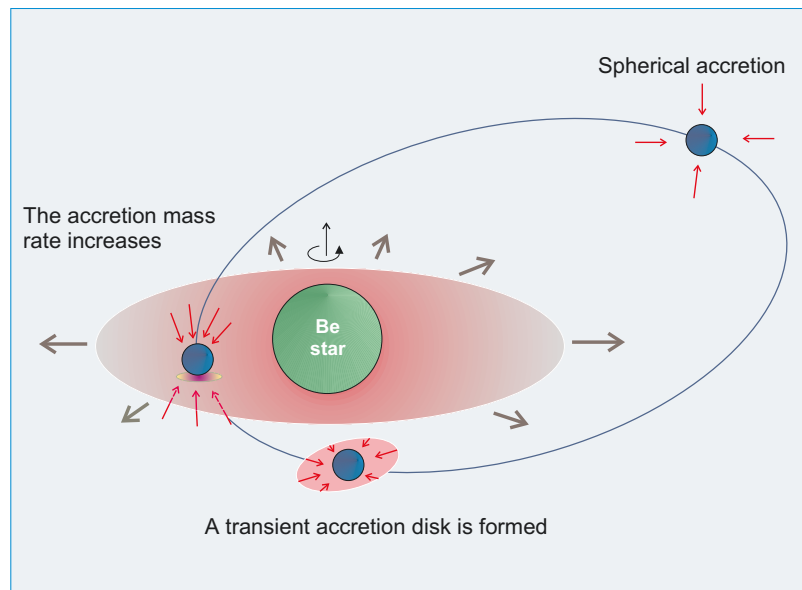 Spherical accretion
The accretion mass
rate increases
Be
star
A transient accretion disk is formed